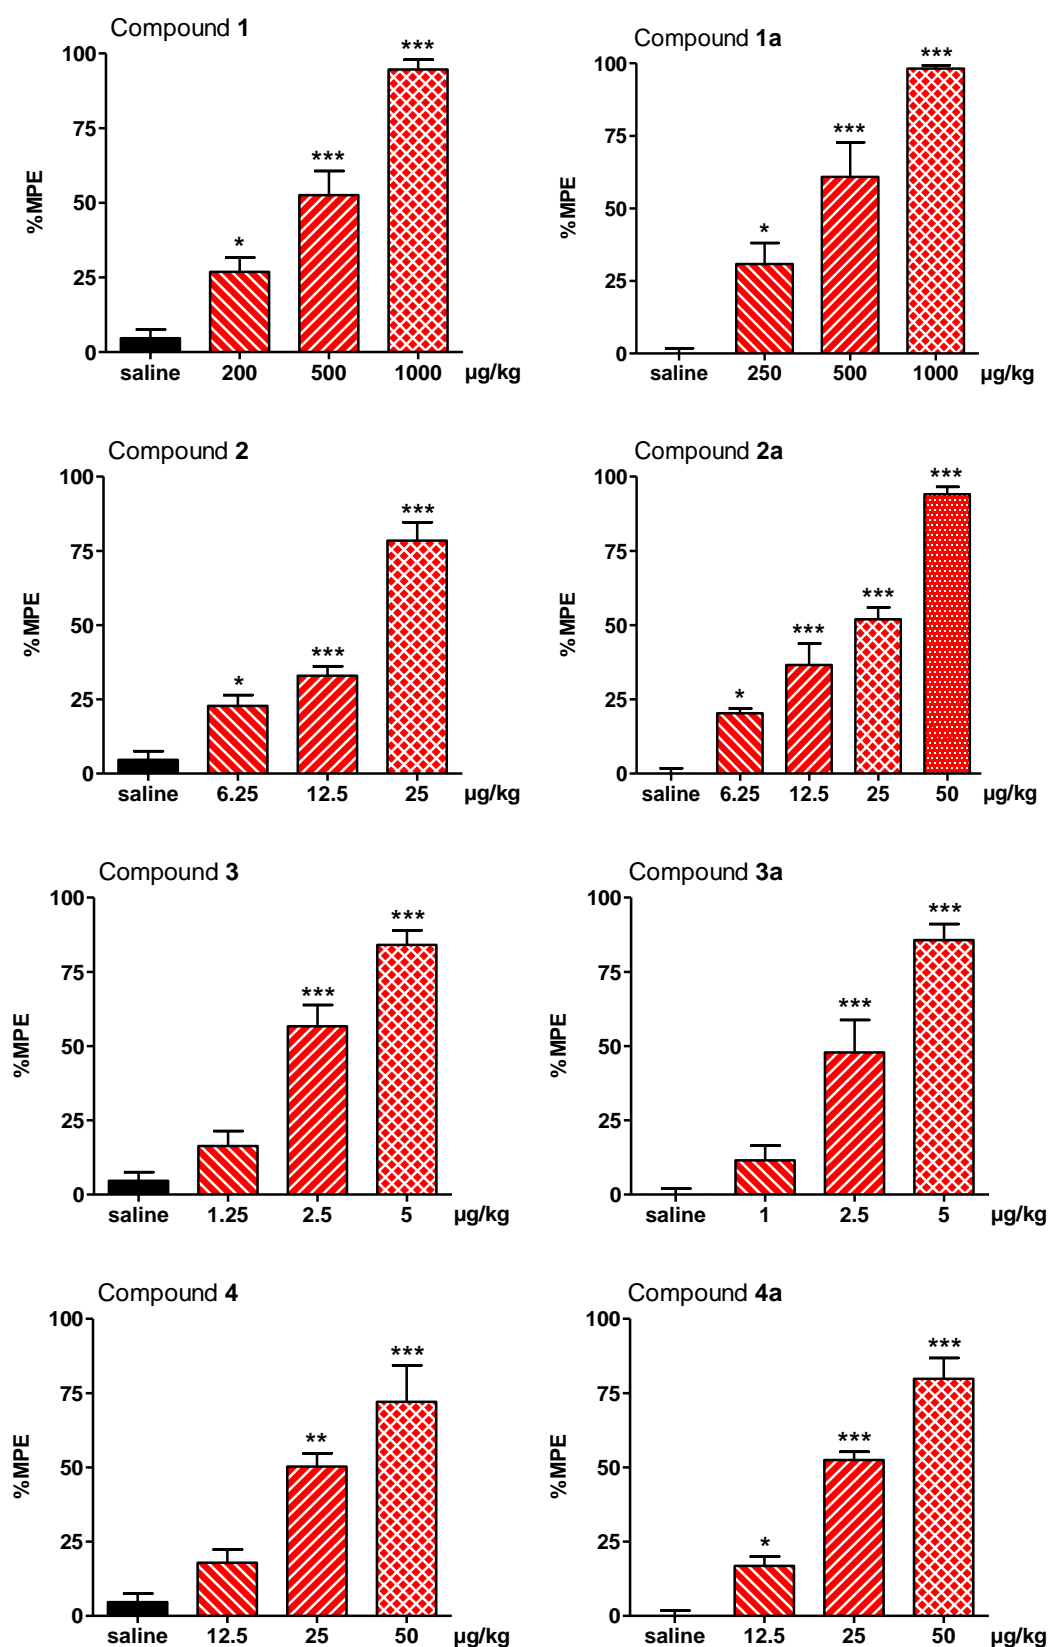 Compound 1
%MPE
100
75
50
25
0
*
***
***
saline 200 500 1000 µg/kg
Compound 1a
%MPE
100
75
50
25
0
*
***
***
saline 250 500 1000 µg/kg
Compound 2
%MPE
100
75
50
25
0
*
***
***
saline 6.25 12.5 25 µg/kg
Compound 2a
%MPE
100
75
50
25
0
*
***
***
***
saline 6.25 12.5 25 50 µg/kg
Compound 3
%MPE
100
75
50
25
0
***
***
saline 1.25 2.5 5 µg/kg
Compound 3a
%MPE
100
75
50
25
0
***
***
saline 1 2.5 5 µg/kg
Compound 4
%MPE
100
75
50
25
0
**
***
saline 12.5 25 50 µg/kg
Compound 4a
%MPE
100
75
50
25
0
*
***
***
saline 12.5 25 50 µg/kg